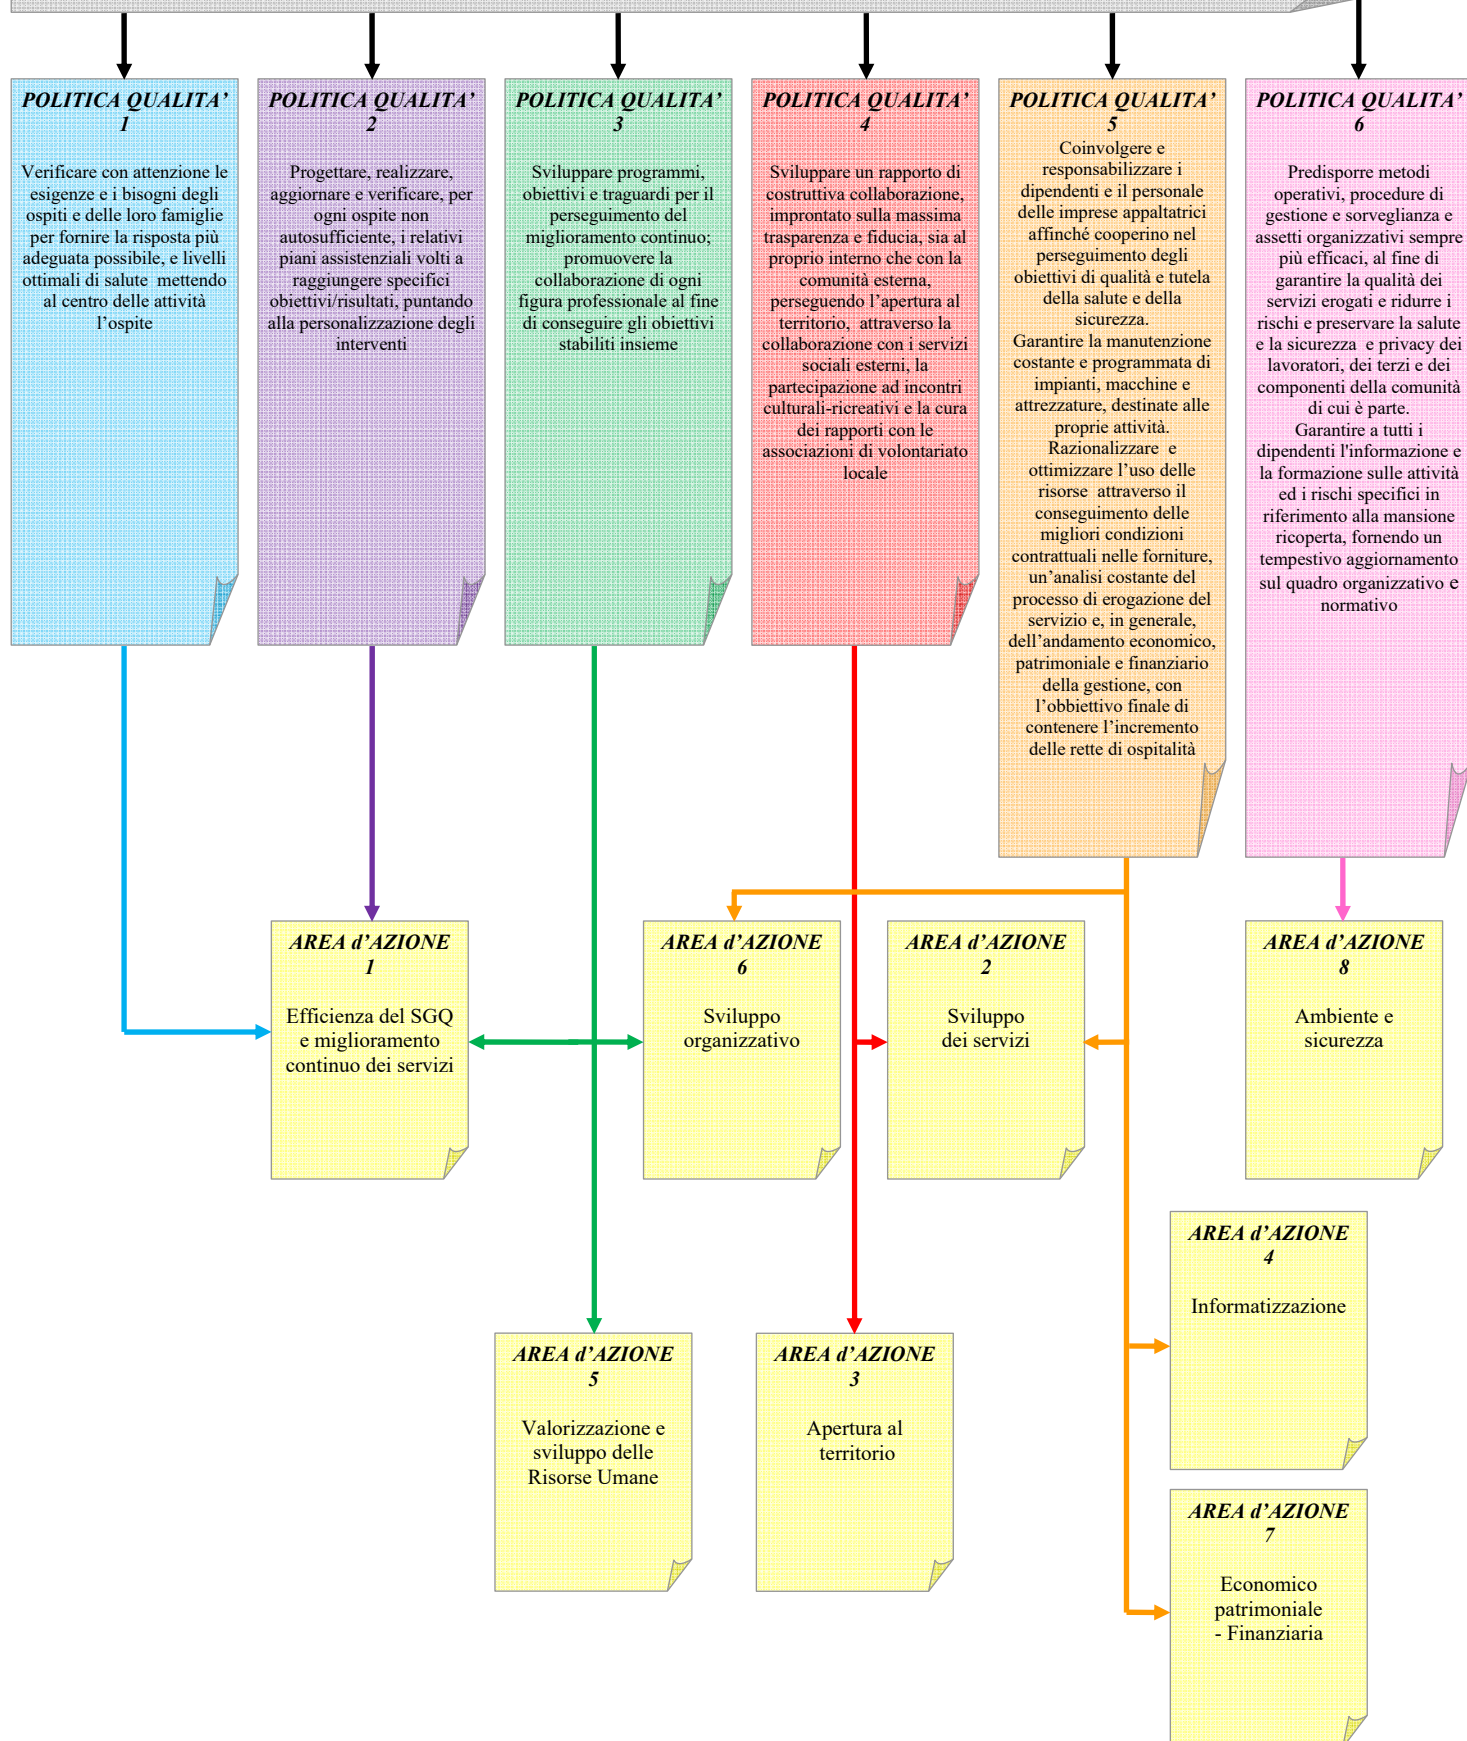 POLITICA QUALITA’
1
Verificare con attenzione le
esigenze e i bisogni degli
ospiti e delle loro famiglie
per fornire la risposta più
adeguata possibile, e livelli
ottimali di salute mettendo
al centro delle attività
l’ospite
POLITICA QUALITA’
2
Progettare, realizzare,
aggiornare e verificare, per
ogni ospite non
autosufficiente, i relativi
piani assistenziali volti a
raggiungere specifici
obiettivi/risultati, puntando
alla personalizzazione degli
interventi
POLITICA QUALITA’
3
Sviluppare programmi,
obiettivi e traguardi per il
perseguimento del
miglioramento continuo;
promuovere la
collaborazione di ogni
figura professionale al fine
di conseguire gli obiettivi
stabiliti insieme
POLITICA QUALITA’
4
Sviluppare un rapporto di
costruttiva collaborazione,
improntato sulla massima
trasparenza e fiducia, sia al
proprio interno che con la
comunità esterna,
perseguendo l’apertura al
territorio, attraverso la
collaborazione con i servizi
sociali esterni, la
partecipazione ad incontri
culturali-ricreativi e la cura
dei rapporti con le
associazioni di volontariato
locale
POLITICA QUALITA’
5
Coinvolgere e
responsabilizzare i
dipendenti e il personale
delle imprese appaltatrici
affinché cooperino nel
perseguimento degli
obiettivi di qualità e tutela
della salute e della
sicurezza.
Garantire la manutenzione
costante e programmata di
impianti, macchine e
attrezzature, destinate alle
proprie attività.
Razionalizzare e
ottimizzare l’uso delle
risorse attraverso il
conseguimento delle
migliori condizioni
contrattuali nelle forniture,
un’analisi costante del
processo di erogazione del
servizio e, in generale,
dell’andamento economico,
patrimoniale e finanziario
della gestione, con
l’obbiettivo finale di
contenere l’incremento
delle rette di ospitalità
POLITICA QUALITA’
6
Predisporre metodi
operativi, procedure di
gestione e sorveglianza e
assetti organizzativi sempre
più efficaci, al fine di
garantire la qualità dei
servizi erogati e ridurre i
rischi e preservare la salute
e la sicurezza e privacy dei
lavoratori, dei terzi e dei
componenti della comunità
di cui è parte.
Garantire a tutti i
dipendenti l'informazione e
la formazione sulle attività
ed i rischi specifici in
riferimento alla mansione
ricoperta, fornendo un
tempestivo aggiornamento
sul quadro organizzativo e
normativo
AREA d’AZIONE
1
Efficienza del SGQ
e miglioramento
continuo dei servizi
AREA d’AZIONE
6
Sviluppo
organizzativo
AREA d’AZIONE
2
Sviluppo
dei servizi
AREA d’AZIONE
8
Ambiente e
sicurezza
AREA d’AZIONE
4
Informatizzazione
AREA d’AZIONE
5
Valorizzazione e
sviluppo delle
Risorse Umane
AREA d’AZIONE
3
Apertura al
territorio
AREA d’AZIONE
7
Economico
patrimoniale
- Finanziaria